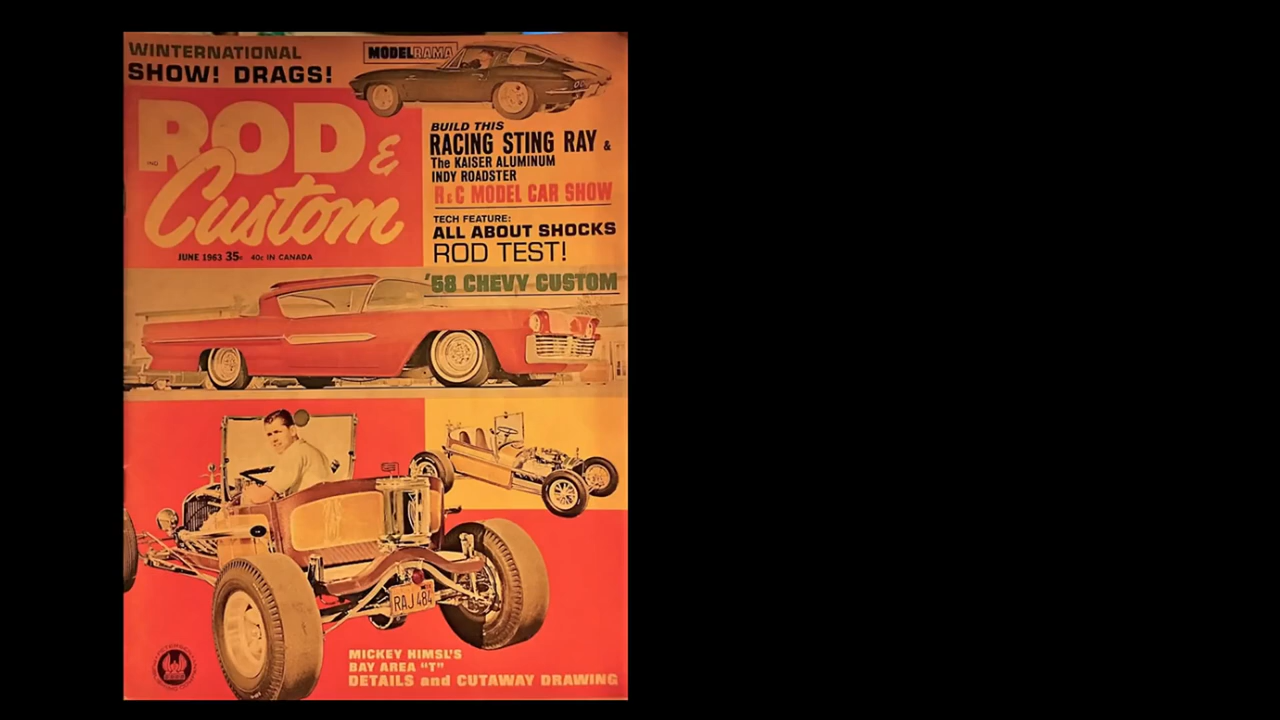 WINTERNATIONAL
SHOW! DRAGS!
MODELRAMA
ROD &
Custom
JUNE 1963 35¢ 40¢ IN CANADA
BUILD THIS
RACING STING RAY &
The KAISER ALUMINUM
INDY ROADSTER
R&C MODEL CAR SHOW
TECH FEATURE:
ALL ABOUT SHOCKS
ROD TEST!
'58 CHEVY CUSTOM
RAJ 484
MICKEY HIMSL'S
BAY AREA "T"
DETAILS and CUTAWAY DRAWING